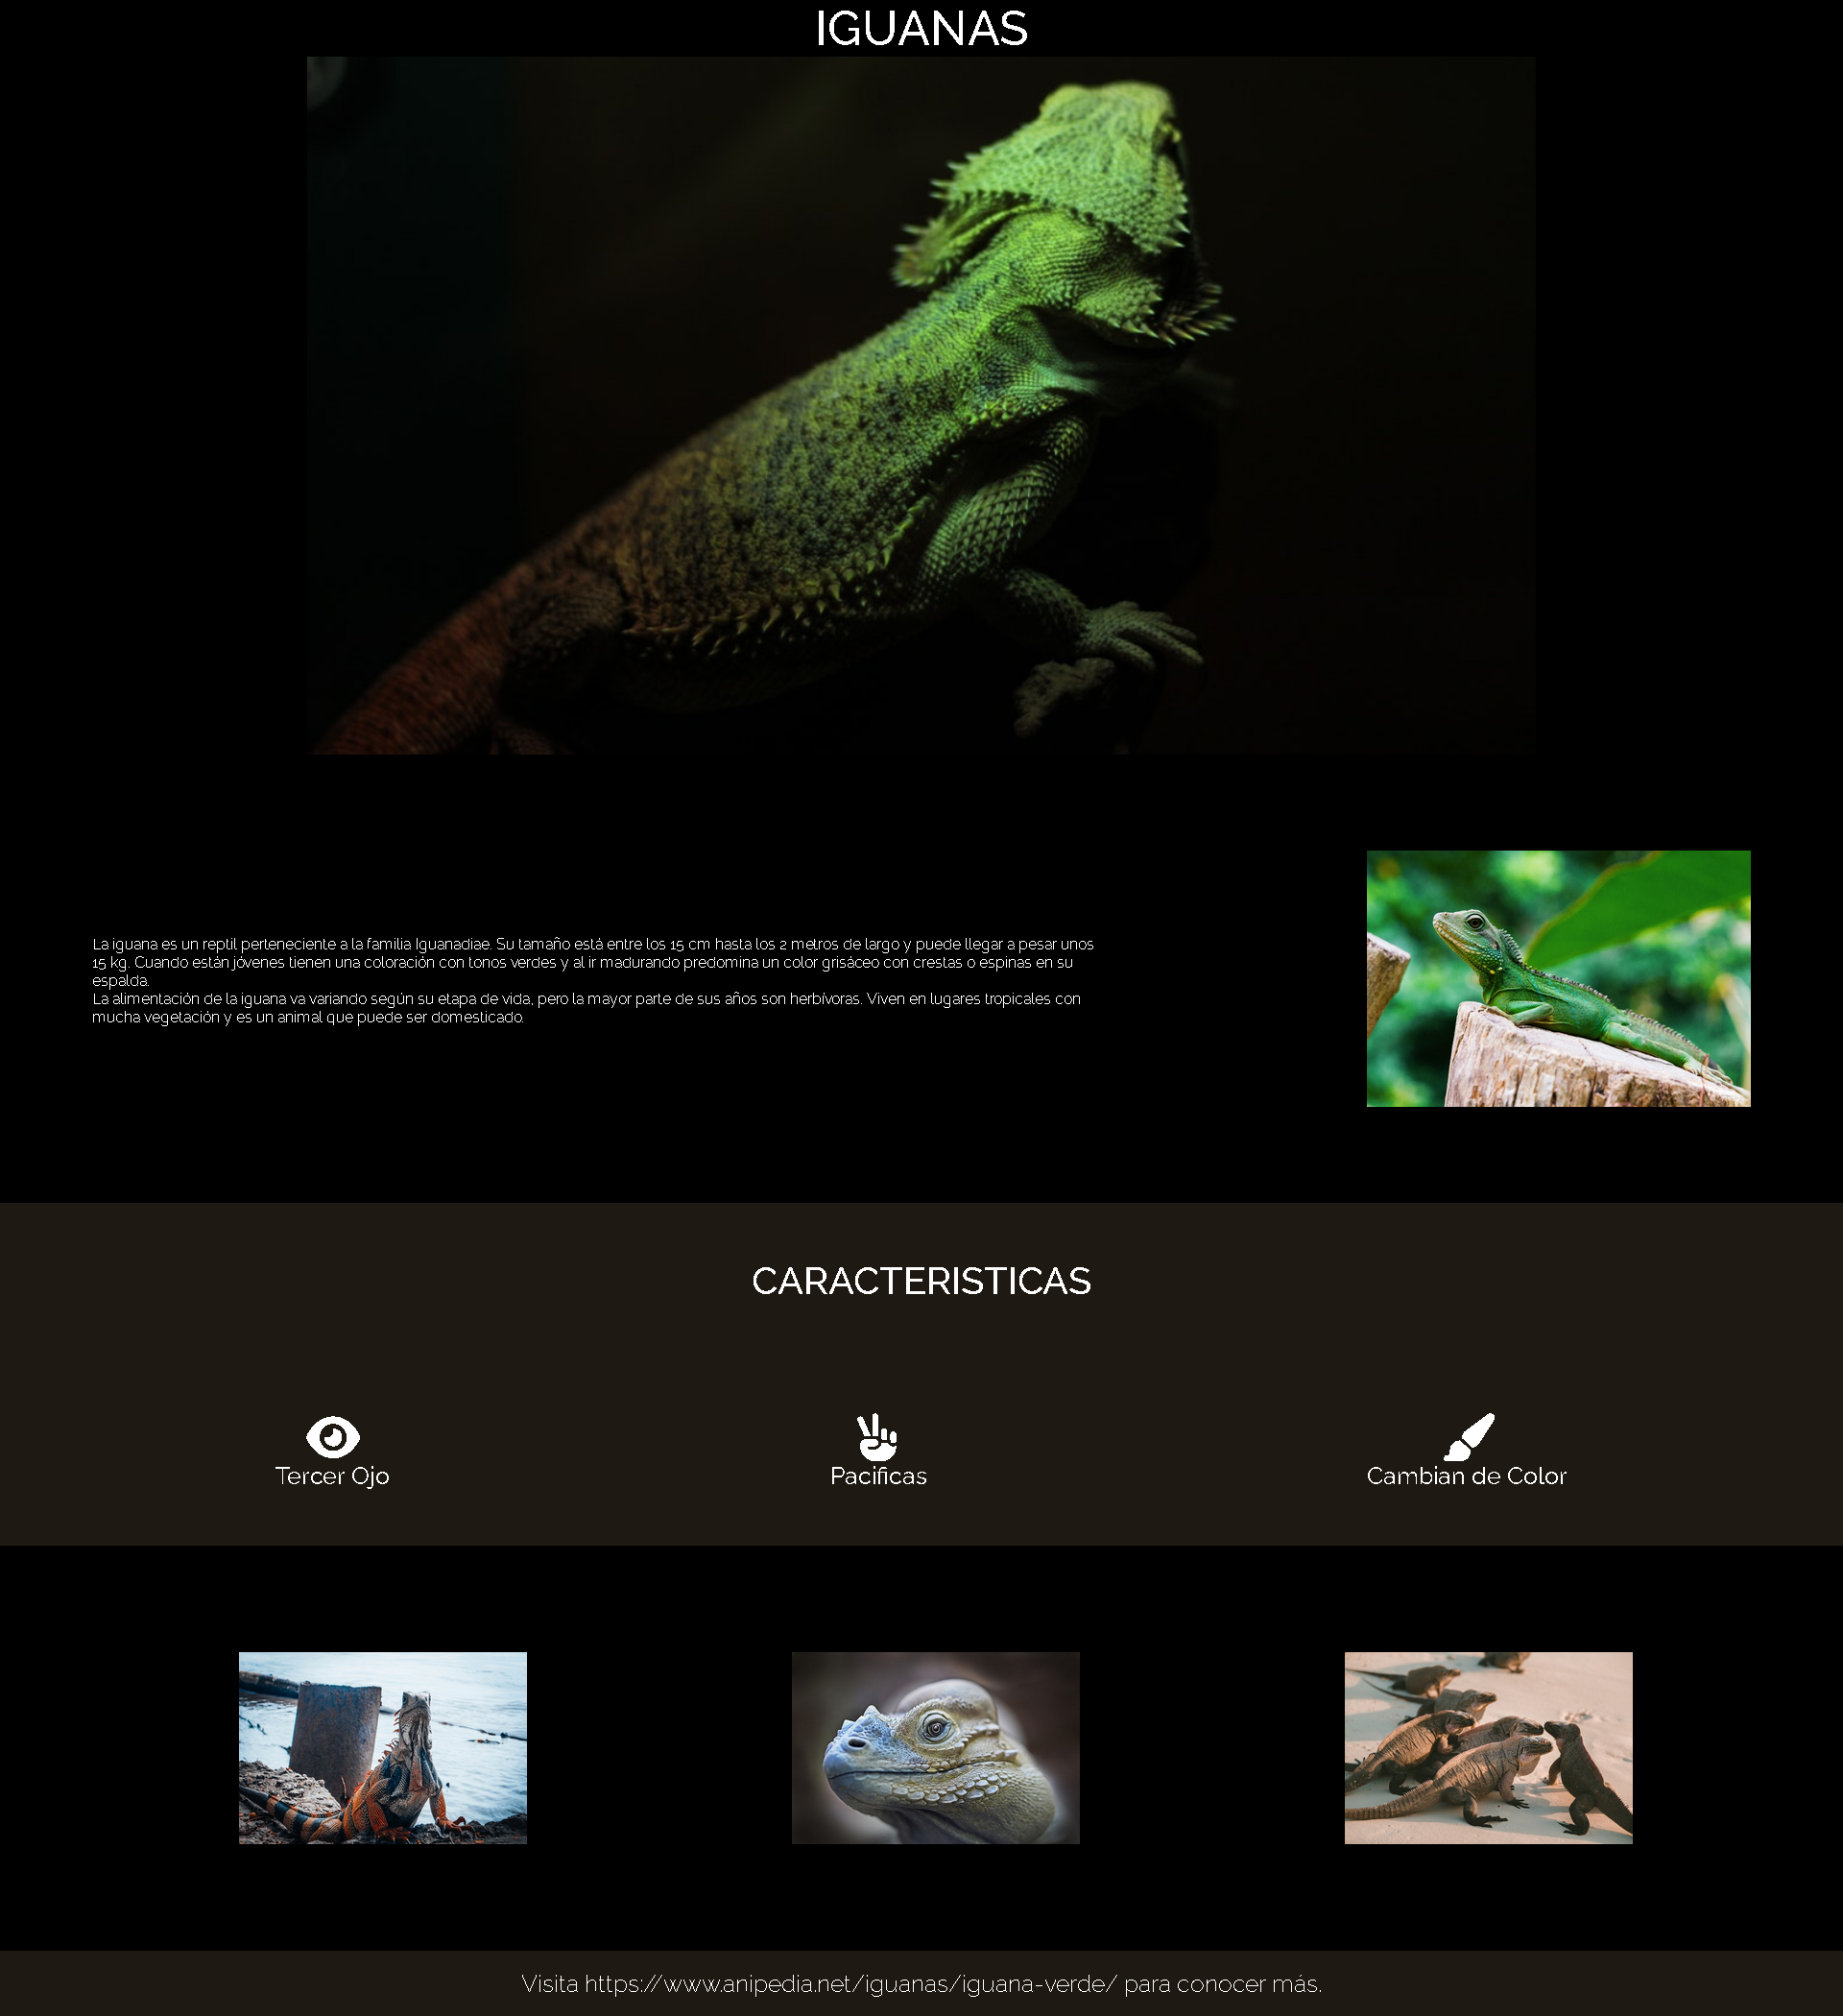 IGUANAS
La iguana es un reptil perteneciente a la familia Iguanadiae. Su tamaño está entre los 15 cm hasta los 2 metros de largo y puede llegar a pesar unos
15 kg. Cuando están jóvenes tienen una coloración con tonos verdes y al ir madurando predomina un color grisáceo con crestas o espinas en su
espalda.
La alimentación de la iguana va variando según su etapa de vida, pero la mayor parte de sus años son herbívoras. Viven en lugares tropicales con
mucha vegetación y es un animal que puede ser domesticado.
CARACTERISTICAS
Tercer Ojo
Pacificas
Cambian de Color
Visita https://www.anipedia.net/iguanas/iguana-verde/ para conocer más.